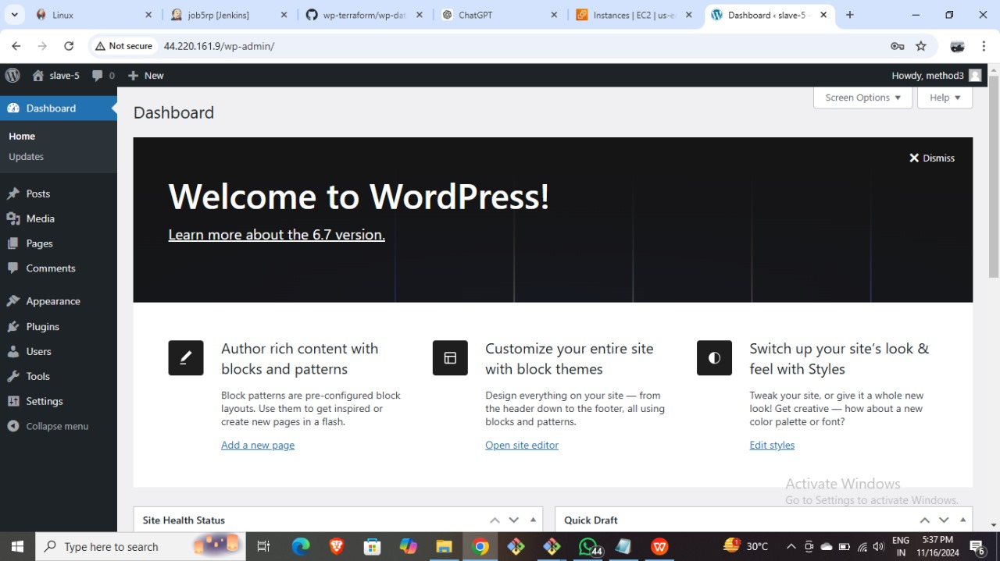 Linux
job5rp [Jenkins]
wp-terraform/wp-dat
ChatGPT
Instances | EC2 | us-e
Dashboard ‹ slave-5 –
Not secure
44.220.161.9/wp-admin/
slave-5
0
New
Howdy, method3
Dashboard
Home
Updates
Posts
Media
Pages
Comments
Appearance
Plugins
Users
Tools
Settings
Collapse menu
Screen Options
Help
Dashboard
Dismiss
Welcome to WordPress!
Learn more about the 6.7 version.
Author rich content with
blocks and patterns
Block patterns are pre-configured block
layouts. Use them to get inspired or
create new pages in a flash.
Add a new page
Customize your entire site
with block themes
Design everything on your site — from
the header down to the footer, all using
blocks and patterns.
Open site editor
Switch up your site’s look &
feel with Styles
Tweak your site, or give it a whole new
look! Get creative — how about a new
color palette or font?
Edit styles
Activate Windows
Go to Settings to activate Windows.
Site Health Status
Quick Draft
Type here to search
44
1
30°C
ENG
IN
5:37 PM
11/16/2024
6